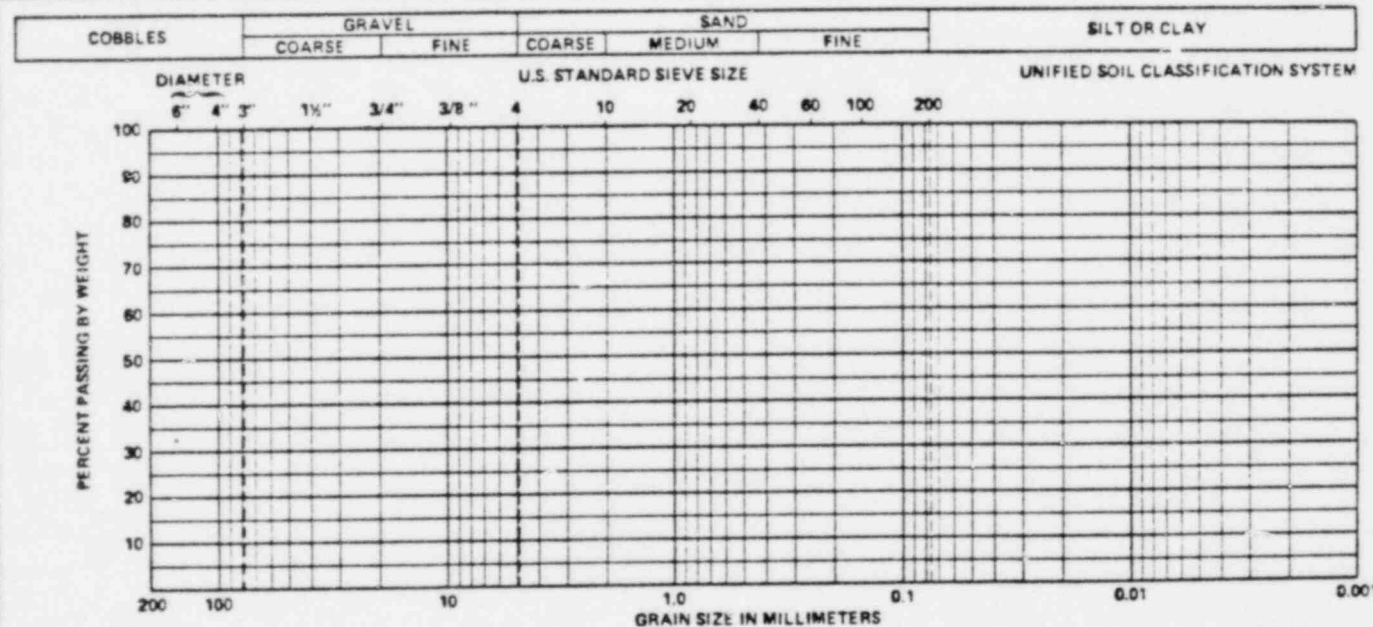 COBBLES GRAVEL SAND SILT OR CLAY
COARSE FINE COARSE MEDIUM FINE
DIAMETER U.S. STANDARD SIEVE SIZE UNIFIED SOIL CLASSIFICATION SYSTEM
6" 4" 3" 1½" 3/4" 3/8" 4 10 20 40 60 100 200
100
90
80
70
60
50
40
30
20
10
PERCENT PASSING BY WEIGHT
200 100 10 1.0 0.1 0.01 0.001
GRAIN SIZE IN MILLIMETERS